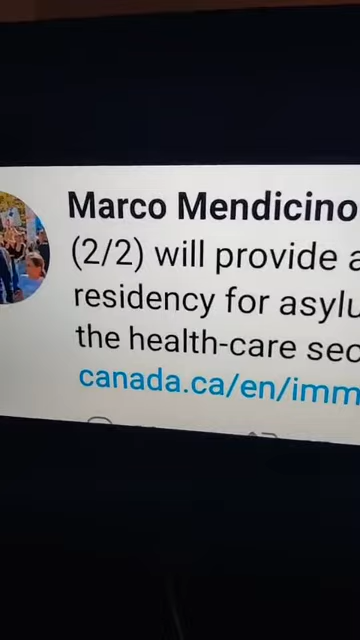 Marco Mendicino
(2/2) will provide a
residency for asylu
the health-care sec
canada.ca/en/imm